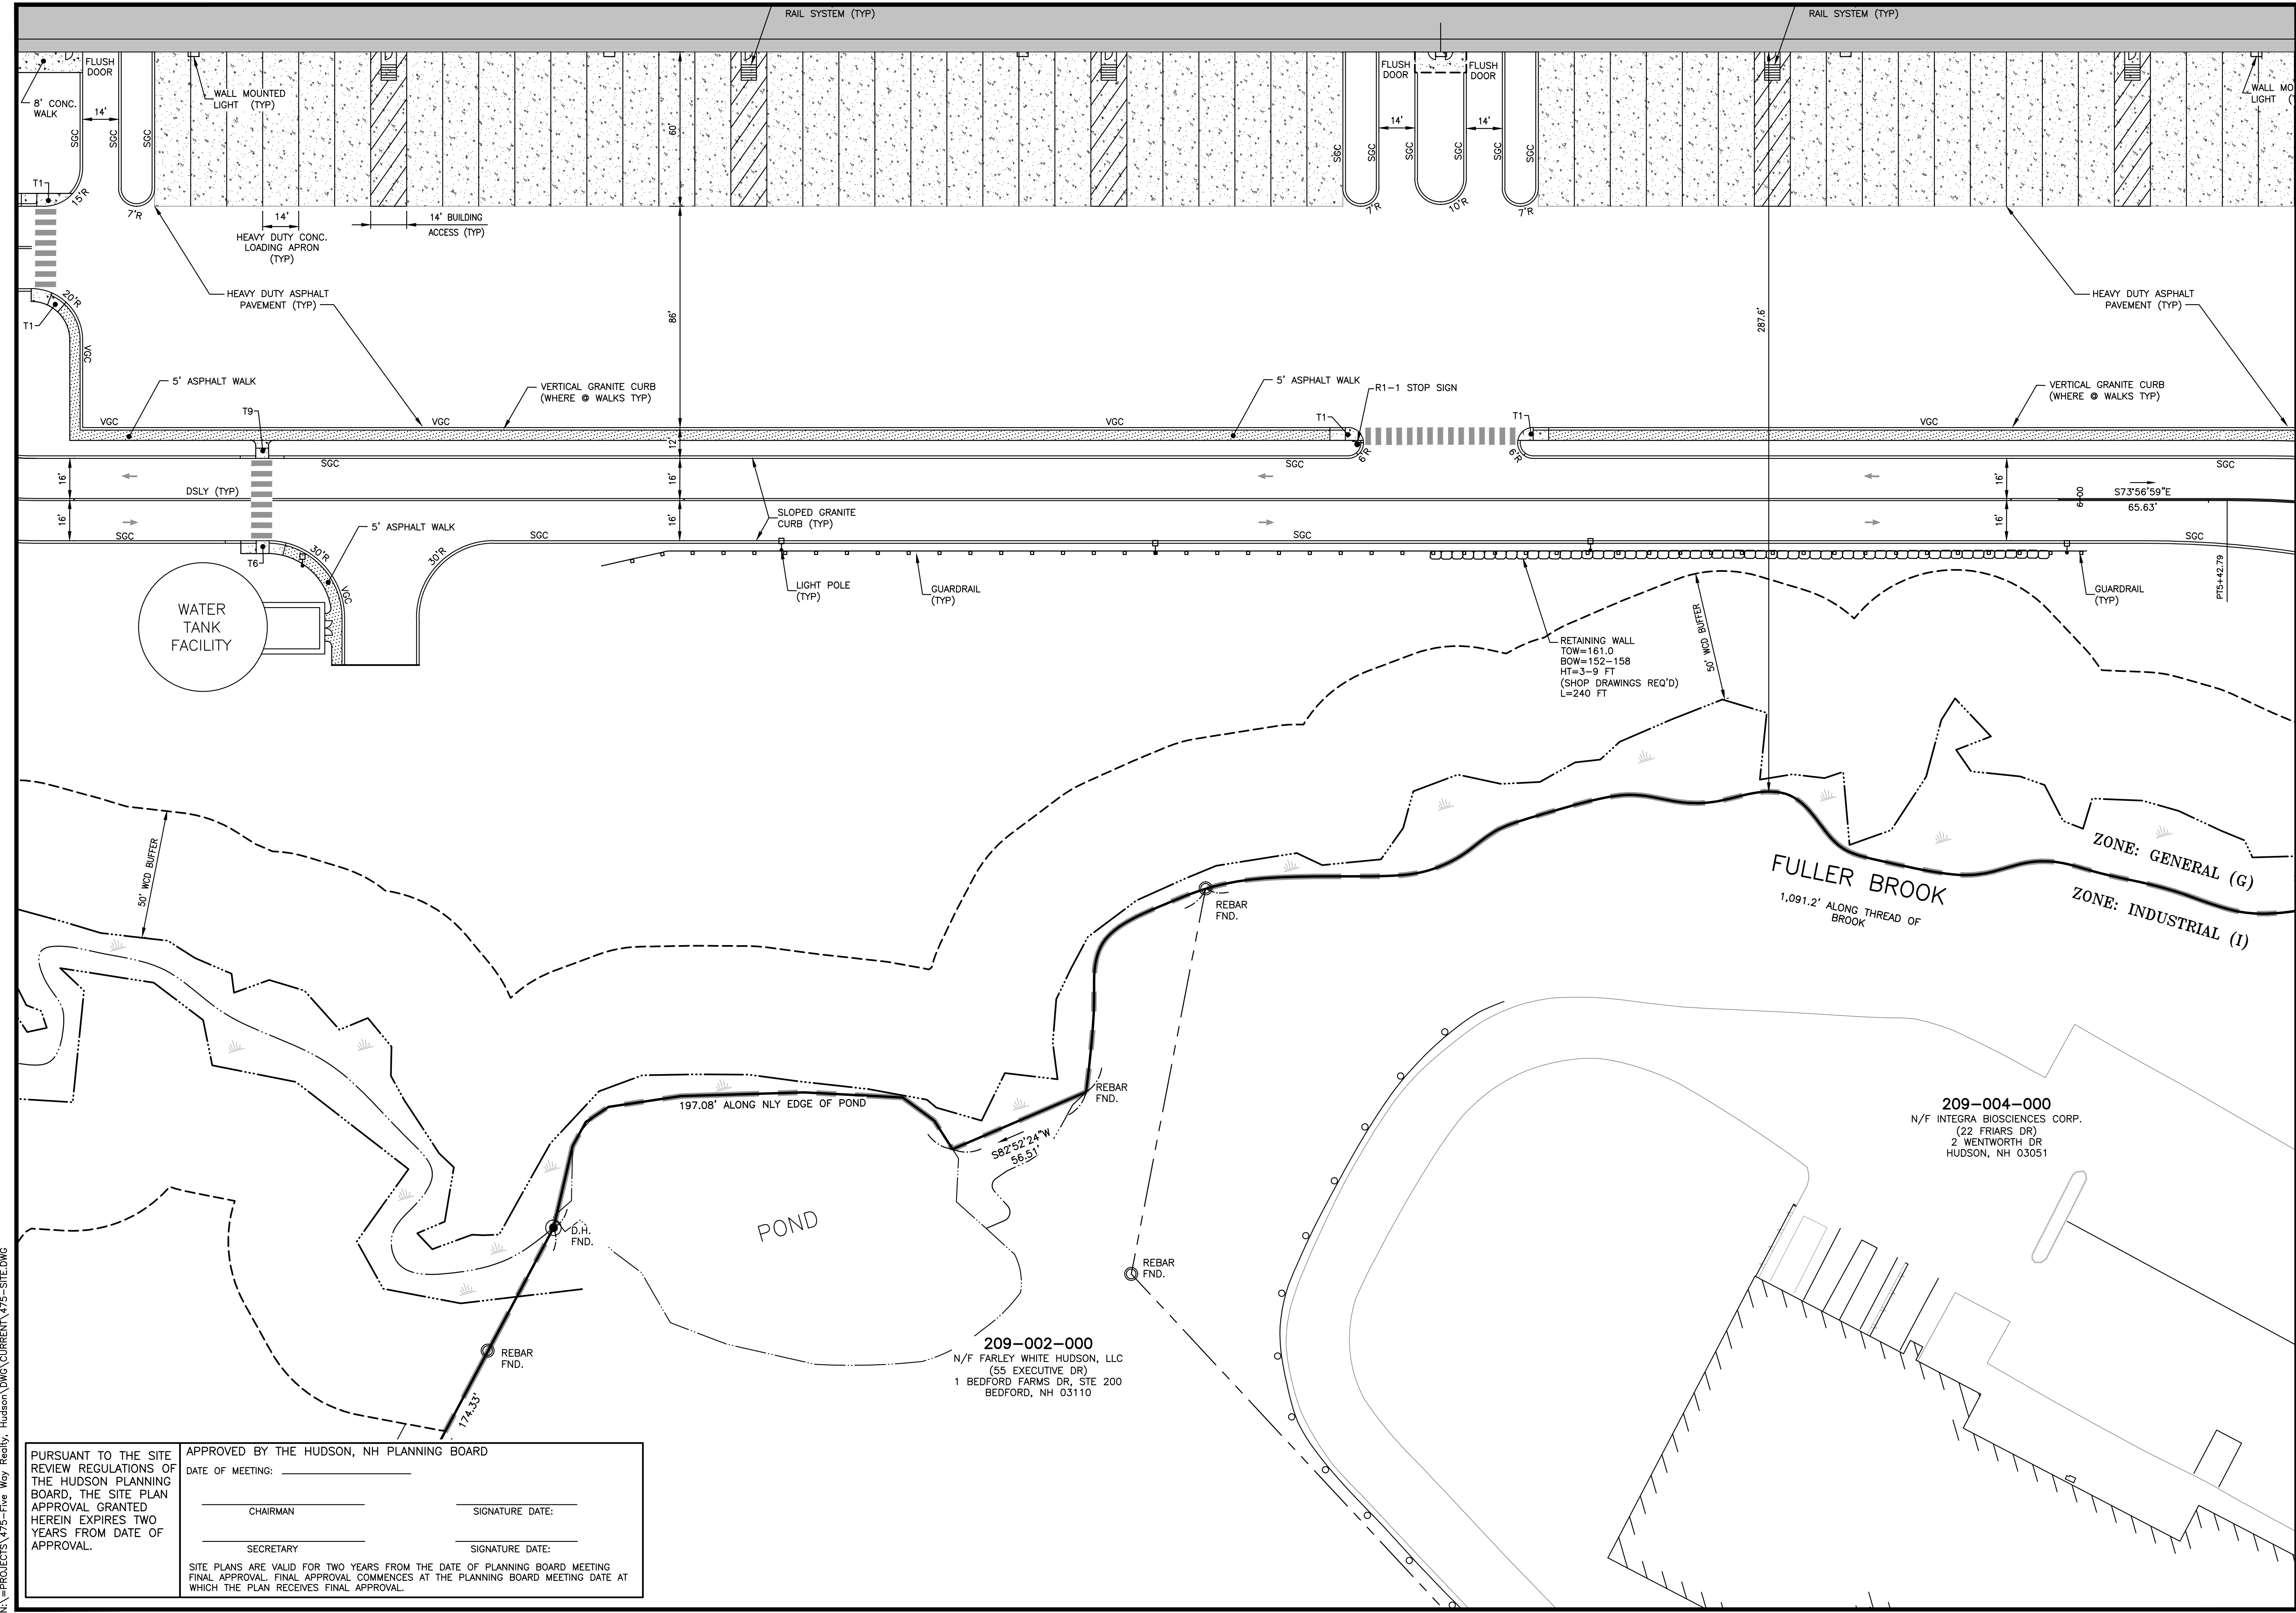 RAIL SYSTEM (TYP)
RAIL SYSTEM (TYP)
FLUSH
DOOR
8' CONC.
WALK
14'
SGC
SGC
SGC
WALL MOUNTED
LIGHT (TYP)
60'
FLUSH
DOOR
FLUSH
DOOR
14'
14'
SGC
SGC
SGC
SGC
SGC
SGC
WALL MO
LIGHT (
T1
15'R
7'R
7'R
10'R
7'R
14'
HEAVY DUTY CONC.
LOADING APRON
(TYP)
14' BUILDING
ACCESS (TYP)
20'R
T1
HEAVY DUTY ASPHALT
PAVEMENT (TYP)
86'
287.6'
HEAVY DUTY ASPHALT
PAVEMENT (TYP)
VGC
5' ASPHALT WALK
VERTICAL GRANITE CURB
(WHERE @ WALKS TYP)
5' ASPHALT WALK
R1-1 STOP SIGN
VERTICAL GRANITE CURB
(WHERE @ WALKS TYP)
T9
VGC
VGC
VGC
T1
T1
VGC
12'
6'R
6'R
SGC
SGC
SGC
16'
16'
16'
DSLY (TYP)
6+00
S73°56'59"E
65.63'
16'
16'
16'
SLOPED GRANITE
CURB (TYP)
5' ASPHALT WALK
SGC
SGC
SGC
T6
30'R
30'R
VGC
LIGHT POLE
(TYP)
GUARDRAIL
(TYP)
GUARDRAIL
(TYP)
PT5+42.79
WATER
TANK
FACILITY
RETAINING WALL
TOW=161.0
BOW=152-158
HT=3-9 FT
(SHOP DRAWINGS REQ'D)
L=240 FT
50' WCD BUFFER
50' WCD BUFFER
ZONE: GENERAL (G)
FULLER BROOK
1,091.2' ALONG THREAD OF
BROOK
ZONE: INDUSTRIAL (I)
REBAR
FND.
REBAR
FND.
197.08' ALONG NLY EDGE OF POND
S82°52'24"W
56.51'
209-004-000
N/F INTEGRA BIOSCIENCES CORP.
(22 FRIARS DR)
2 WENTWORTH DR
HUDSON, NH 03051
POND
D.H.
FND.
REBAR
FND.
REBAR
FND.
174.33'
209-002-000
N/F FARLEY WHITE HUDSON, LLC
(55 EXECUTIVE DR)
1 BEDFORD FARMS DR, STE 200
BEDFORD, NH 03110
PURSUANT TO THE SITE
REVIEW REGULATIONS OF
THE HUDSON PLANNING
BOARD, THE SITE PLAN
APPROVAL GRANTED
HEREIN EXPIRES TWO
YEARS FROM DATE OF
APPROVAL.
APPROVED BY THE HUDSON, NH PLANNING BOARD
DATE OF MEETING:
CHAIRMAN
SIGNATURE DATE:
SECRETARY
SIGNATURE DATE:
SITE PLANS ARE VALID FOR TWO YEARS FROM THE DATE OF PLANNING BOARD MEETING
FINAL APPROVAL. FINAL APPROVAL COMMENCES AT THE PLANNING BOARD MEETING DATE AT
WHICH THE PLAN RECEIVES FINAL APPROVAL.
N:\=PROJECTS\475-Five Way Realty, Hudson\DWG\CURRENT\475-SITE.DWG